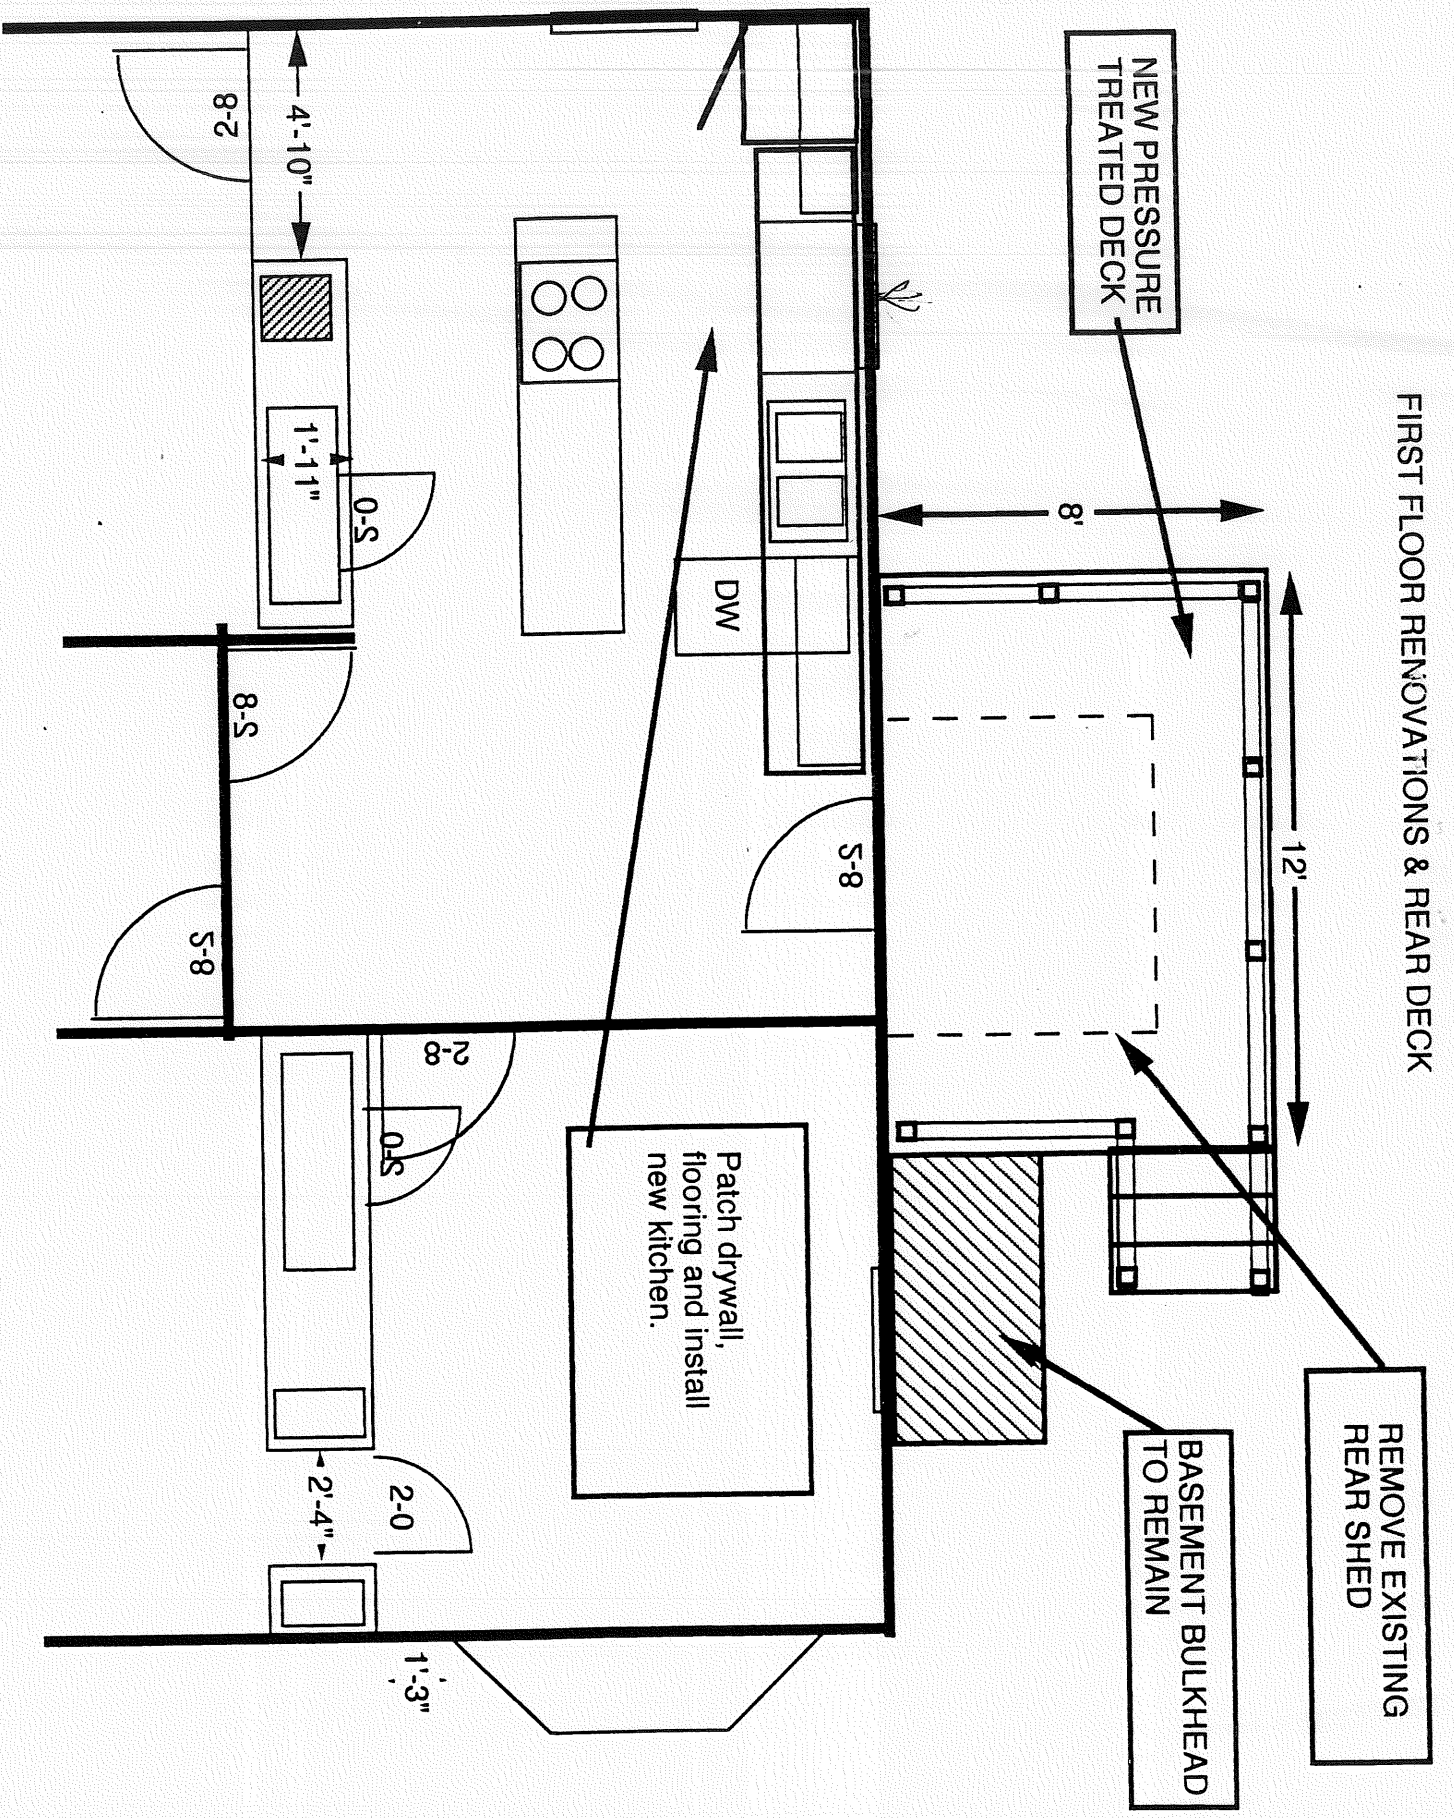 FIRST FLOOR RENOVATIONS & REAR DECK
NEW PRESSURE
TREATED DECK
REMOVE EXISTING
REAR SHED
BASEMENT BULKHEAD
TO REMAIN
12'
8'
2-8
DW
Patch drywall,
flooring and install
new kitchen.
2-8
4'-10"
1'-11"
2-0
2-8
2-8
2-8
2-0
2-0
2'-4"
1'-3"